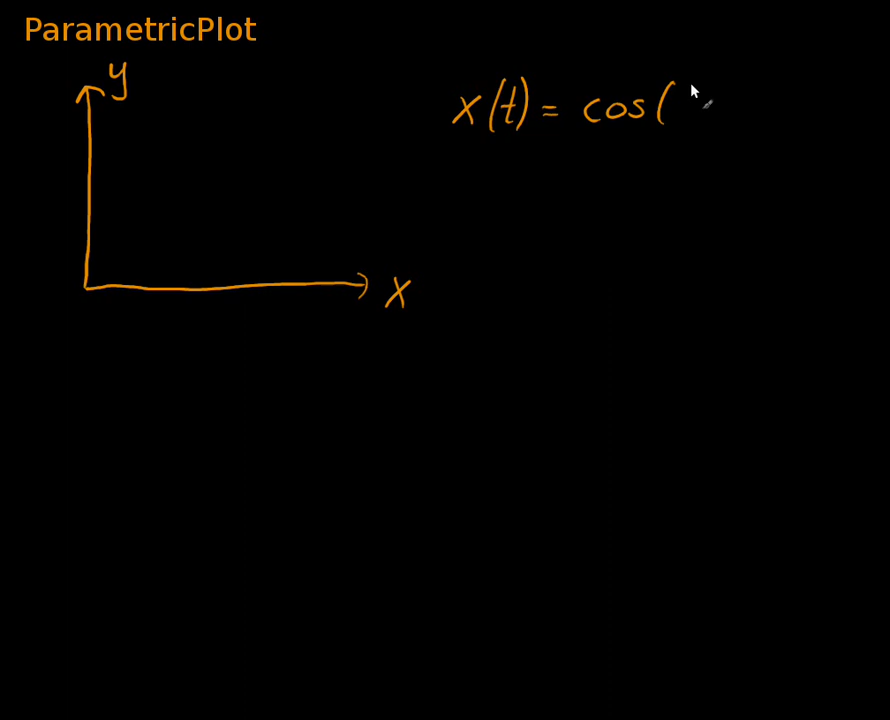 ParametricPlot
y
x(t) = cos(
x